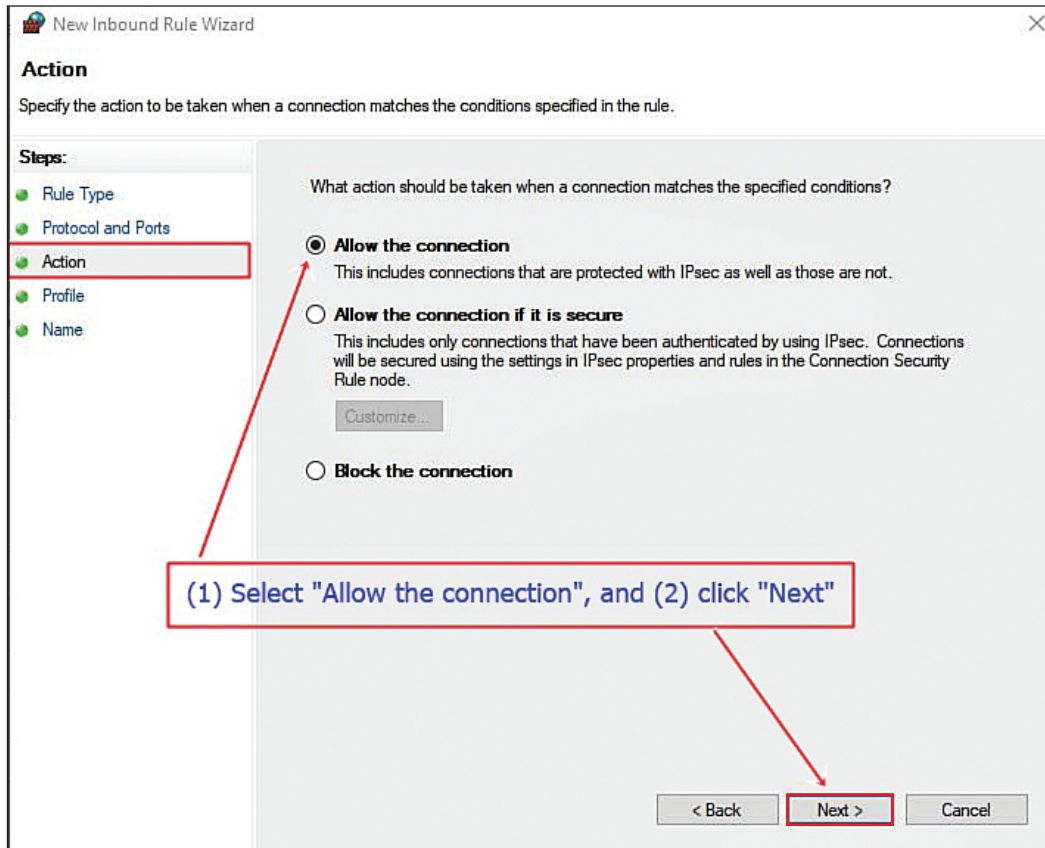 New Inbound Rule Wizard
Action
Specify the action to be taken when a connection matches the conditions specified in the rule.
Steps:
Rule Type
Protocol and Ports
Action
Profile
Name
What action should be taken when a connection matches the specified conditions?
Allow the connection
This includes connections that are protected with IPsec as well as those are not.
Allow the connection if it is secure
This includes only connections that have been authenticated by using IPsec. Connections
will be secured using the settings in IPsec properties and rules in the Connection Security
Rule node.
Customize...
Block the connection
(1) Select "Allow the connection", and (2) click "Next"
< Back
Next >
Cancel